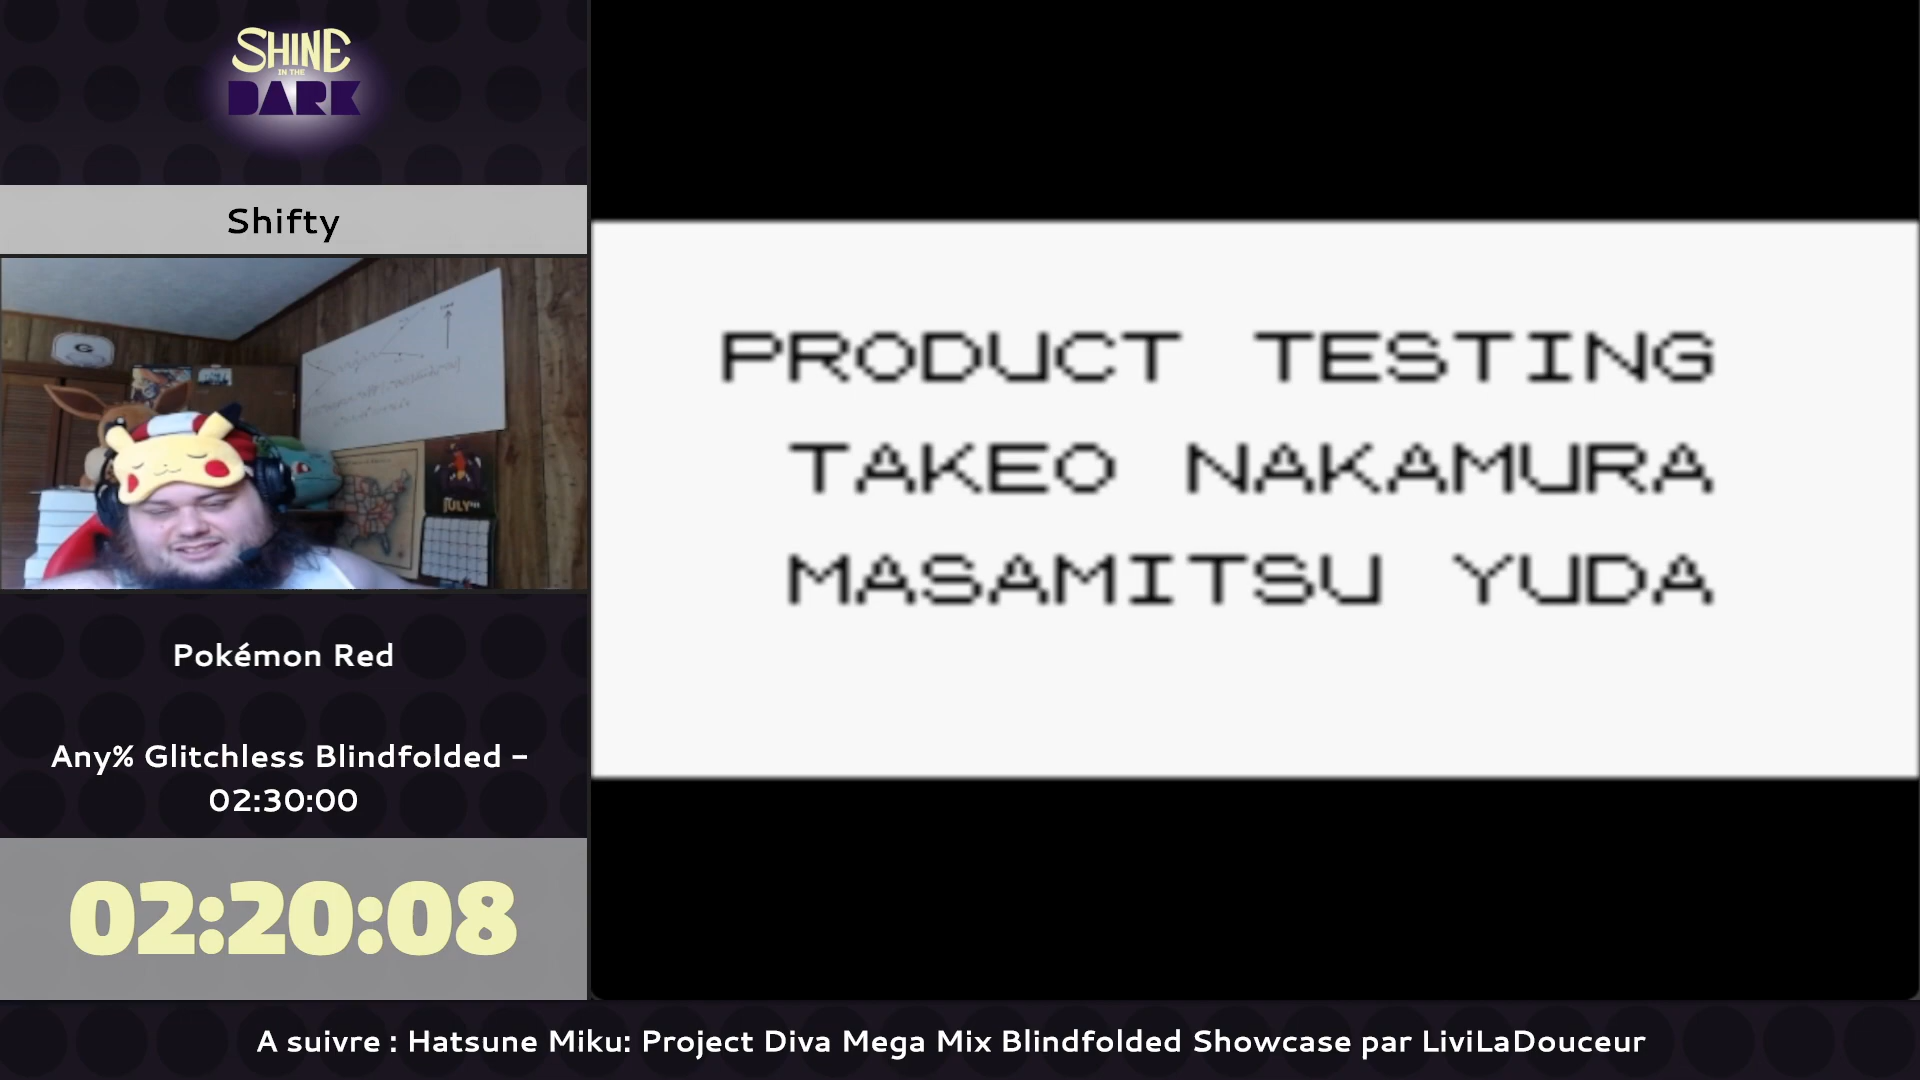 SHINE
IN THE
DARK
Shifty
G
JULY
Pokémon Red
Any% Glitchless Blindfolded -
02:30:00
02:20:08
PRODUCT TESTING
TAKEO NAKAMURA
MASAMITSU YUDA
A suivre : Hatsune Miku: Project Diva Mega Mix Blindfolded Showcase par LiviLaDouceur